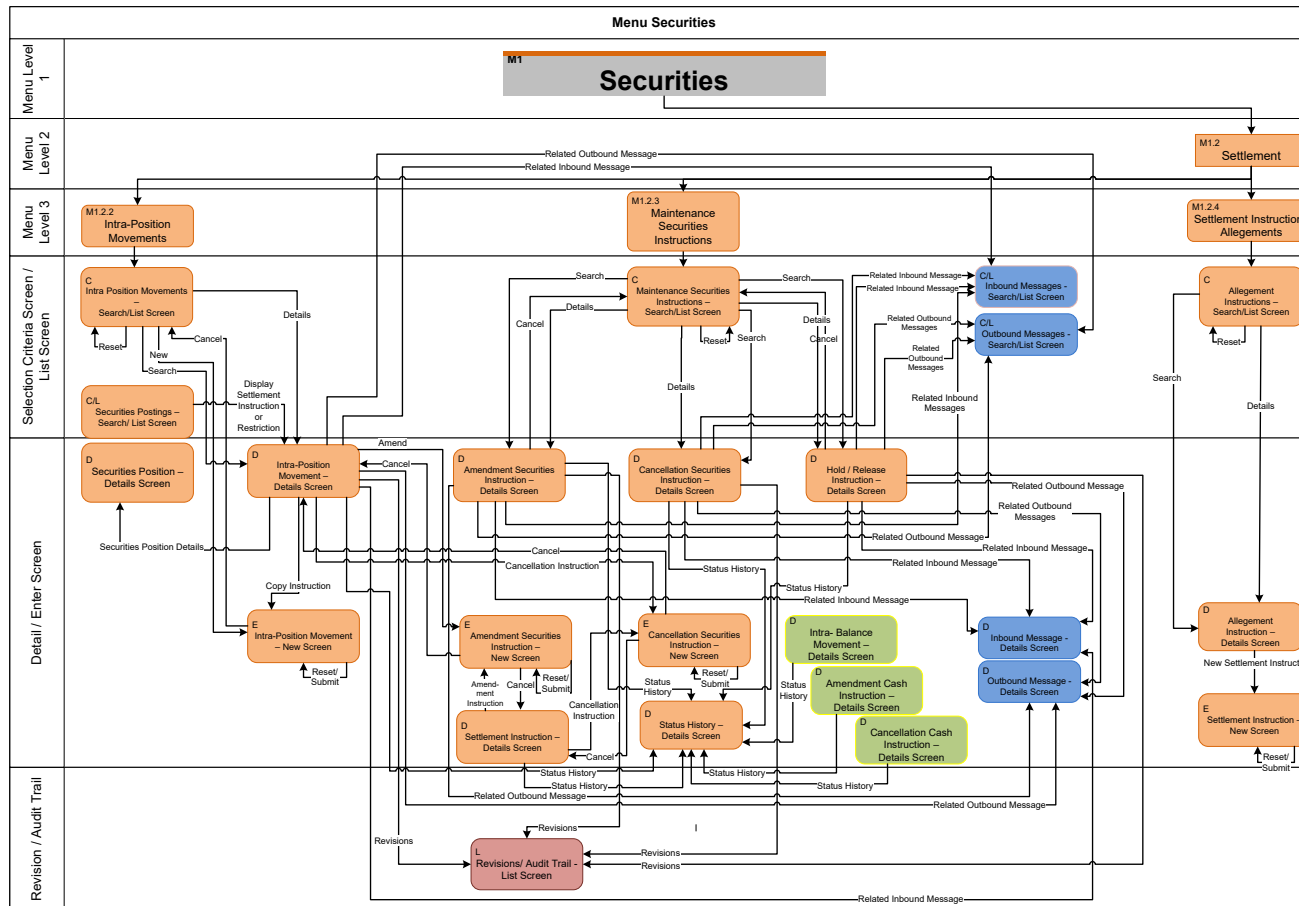 Menu Securities
Menu Level
1
M1
Securities
Menu
Level 2
M1.2
Settlement
Related Outbound Message
Related Inbound Message
Menu
Level 3
M1.2.2
Intra-Position
Movements
M1.2.3
Maintenance
Securities
Instructions
M1.2.4
Settlement Instruction
Allegements
Selection Criteria Screen /
List Screen
C
Intra Position Movements
–
Search/List Screen
Reset
New
Search
Cancel
Details
C/L
Securities Postings –
Search/ List Screen
Display
Settlement
Instruction
or
Restriction
Search
Details
Cancel
C
Maintenance Securities
Instructions –
Search/List Screen
Reset
Search
Search
Details
Details
Cancel
Related Inbound Message
Related Inbound Message
C/L
Inbound Messages -
Search/List Screen
Related Outbound
Messages
C/L
Outbound Messages -
Search/List Screen
Related
Outbound
Messages
Related Inbound
Messages
C
Allegement
Instructions –
Search/List Screen
Reset
Search
Details
Detail / Enter Screen
D
Securities Position –
Details Screen
D
Intra-Position
Movement –
Details Screen
Amend
Cancel
D
Amendment Securities
Instruction –
Details Screen
D
Cancellation Securities
Instruction –
Details Screen
D
Hold / Release
Instruction –
Details Screen
Related Outbound Message
Related Outbound
Messages
Related Outbound Message
Securities Position Details
Cancel
Cancellation Instruction
Related Inbound Message
Related Inbound Message
Status History
Status History
Copy Instruction
Related Inbound Message
E
Intra-Position Movement
– New Screen
Reset/
Submit
E
Amendment Securities
Instruction –
New Screen
Reset/
Submit
Cancel
Amend-
ment
Instruction
Cancellation
Instruction
E
Cancellation Securities
Instruction –
New Screen
Reset/
Submit
D
Intra- Balance
Movement –
Details Screen
D
Inbound Message -
Details Screen
D
Outbound Message -
Details Screen
D
Allegement
Instruction –
Details Screen
New Settlement Instruct
Status
History
Status
History
D
Amendment Cash
Instruction –
Details Screen
D
Settlement Instruction –
Details Screen
Cancel
D
Status History –
Details Screen
D
Cancellation Cash
Instruction –
Details Screen
E
Settlement Instruction –
New Screen
Reset/
Submit
Status History
Status History
Status History
Status History
Revision / Audit Trail
Related Outbound Message
Related Outbound Message
Revisions
Revisions
L
Revisions/ Audit Trail -
List Screen
Revisions
Revisions
Related Inbound Message